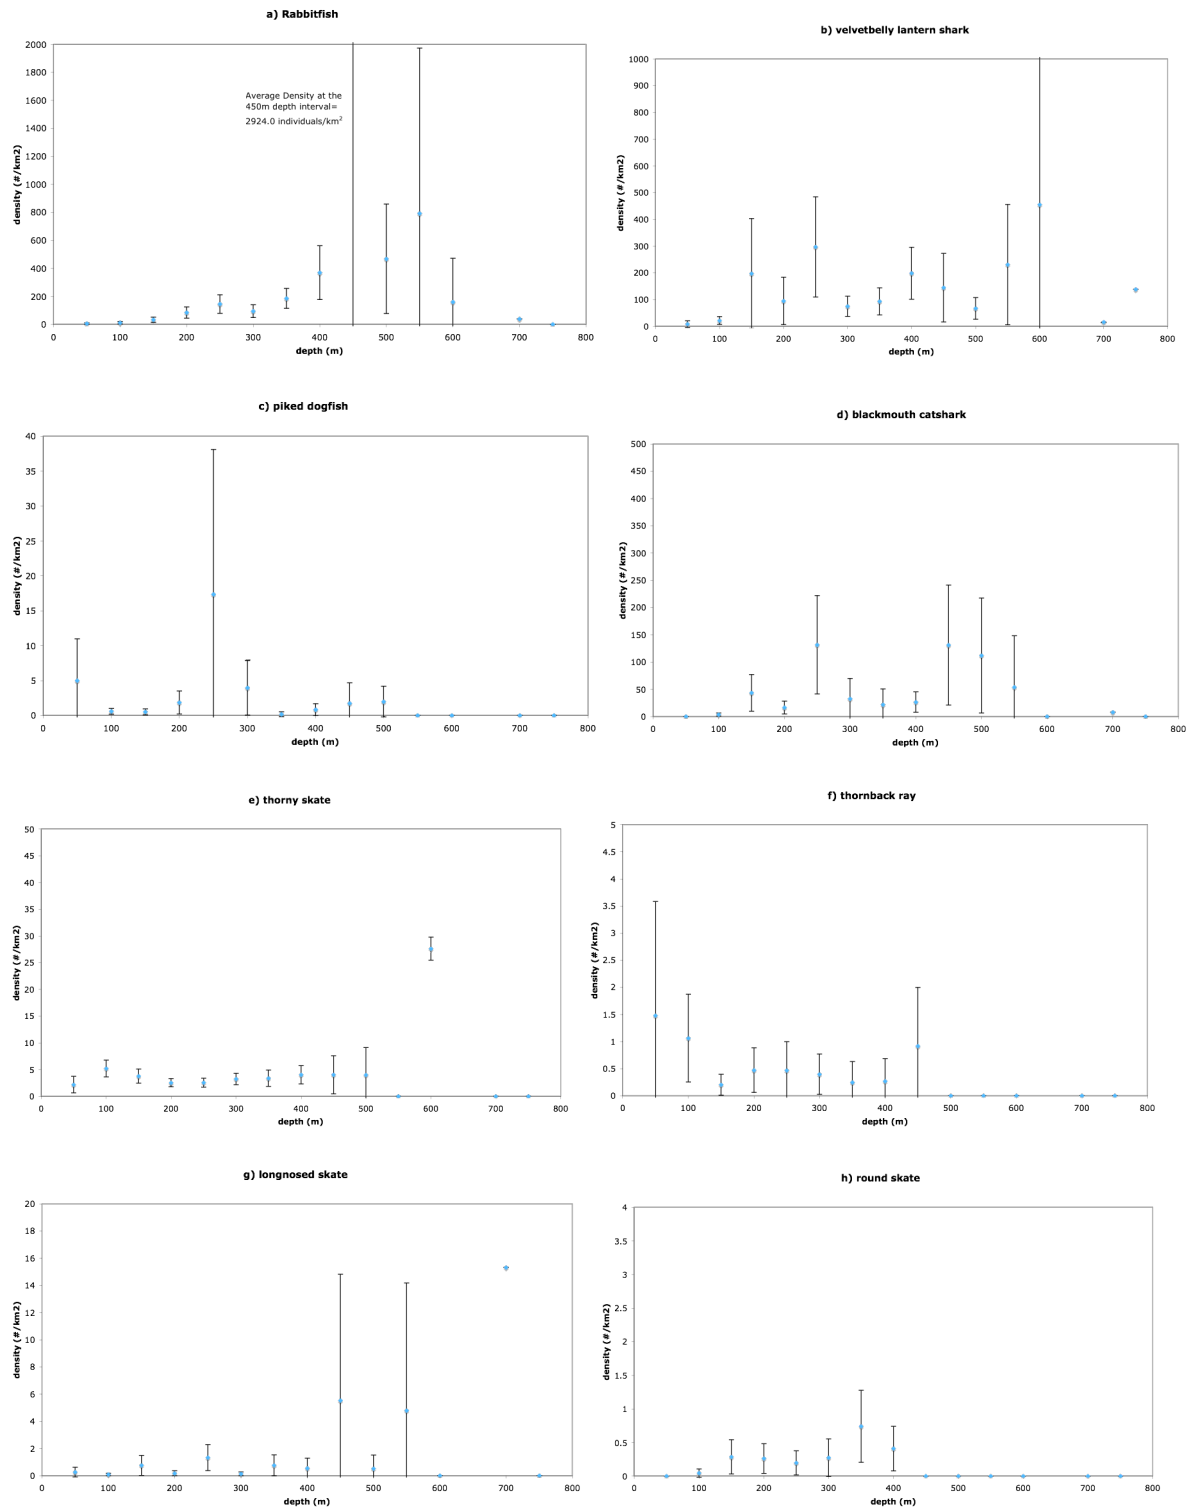 a) Rabbitfish
2000
1800
1600
1400
1200
1000
800
600
400
200
0
density (#/km2)
Average Density at the
450m depth interval=
2924.0 individuals/km²
0 100 200 300 400 500 600 700 800
depth (m)
b) velvetbelly lantern shark
1000
900
800
700
600
500
400
300
200
100
0
density (#/km2)
0 100 200 300 400 500 600 700 800
depth (m)
c) piked dogfish
40
35
30
25
20
15
10
5
0
density (#/km2)
0 100 200 300 400 500 600 700 800
depth (m)
d) blackmouth catshark
500
450
400
350
300
250
200
150
100
50
0
density (#/km2)
0 100 200 300 400 500 600 700 800
depth (m)
e) thorny skate
50
45
40
35
30
25
20
15
10
5
0
density (#/km2)
0 100 200 300 400 500 600 700 800
depth (m)
f) thornback ray
5
4.5
4
3.5
3
2.5
2
1.5
1
0.5
0
density (#/km2)
0 100 200 300 400 500 600 700 800
depth (m)
g) longnosed skate
20
18
16
14
12
10
8
6
4
2
0
density (#/km2)
0 100 200 300 400 500 600 700 800
depth (m)
h) round skate
4
3.5
3
2.5
2
1.5
1
0.5
0
density (#/km2)
0 100 200 300 400 500 600 700 800
depth (m)